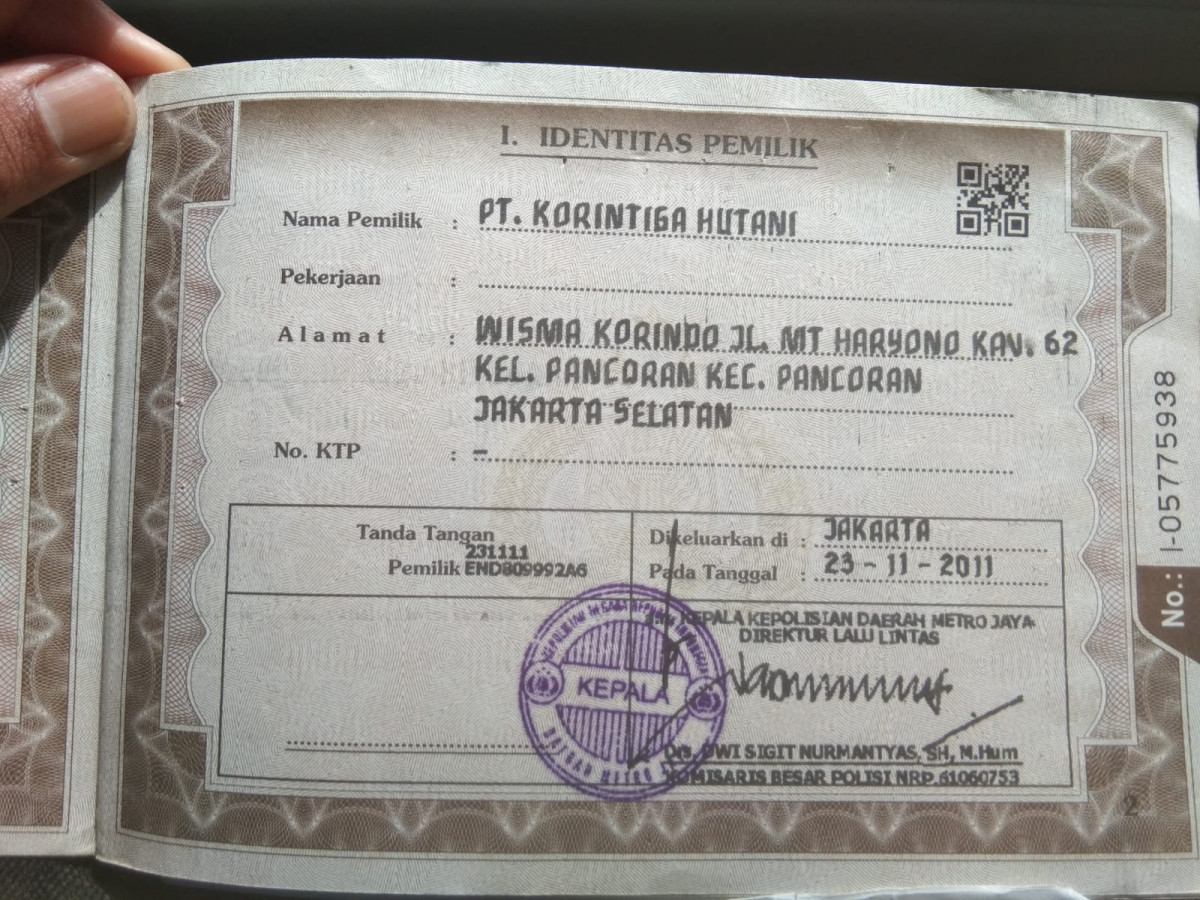 I. IDENTITAS PEMILIK
Nama Pemilik : PT. KORINTIGA HUTANI
Pekerjaan :
Alamat : WISMA KORINDO JL. MT HARYONO KAV. 62
KEL. PANCORAN KEC. PANCORAN
JAKARTA SELATAN
No. KTP : -
Tanda Tangan
231111
Pemilik END809992A6
Dikeluarkan di : JAKARTA
Pada Tanggal : 23 - 11 - 2011
KEPALA KEPOLISIAN DAERAH METRO JAYA
DIREKTUR LALU LINTAS
KEPALA
METRO
Drs. DWI SIGIT NURMANTYAS, SH, M.Hum
KOMISARIS BESAR POLISI NRP.61060753
No.: I-05775938
2